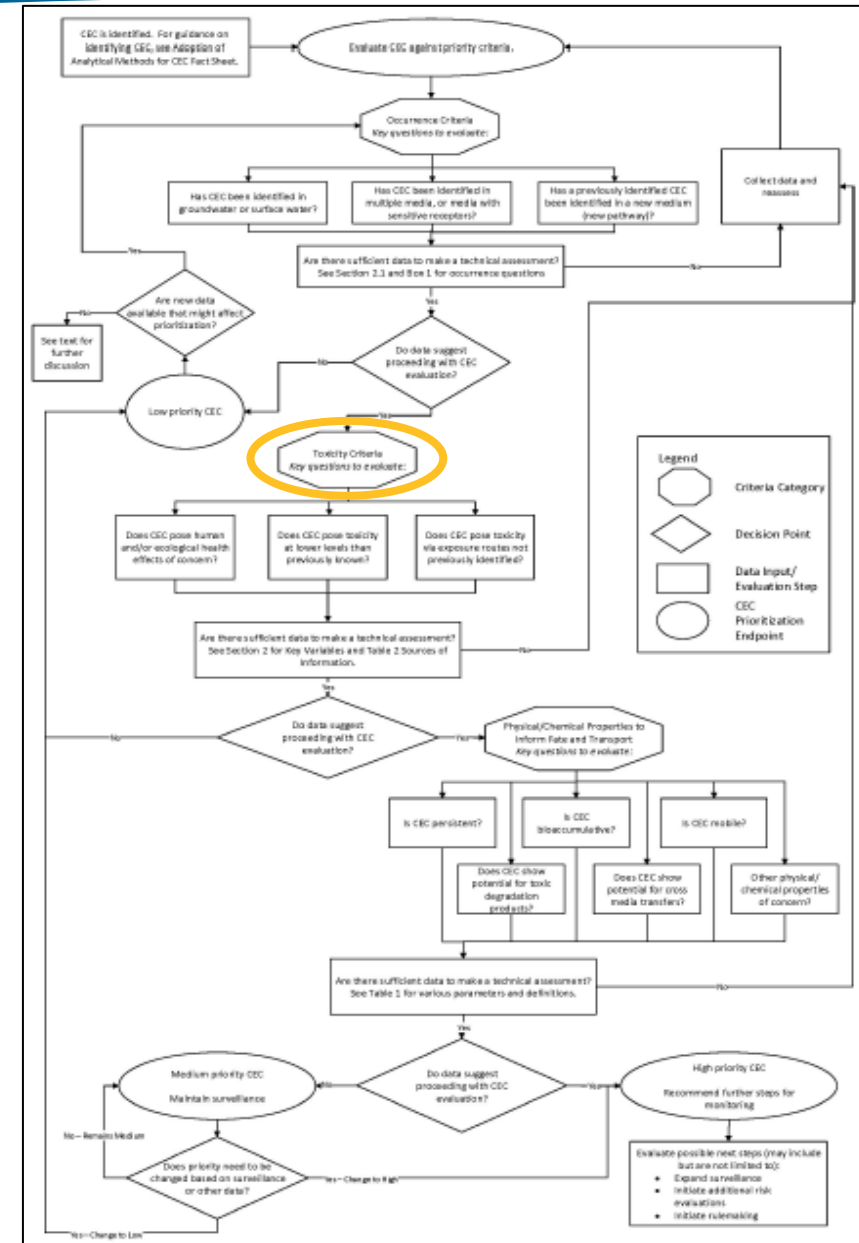 CEC is identified. For guidance on
identifying CEC, see Adoption of
Analytical Methods for CEC Fact Sheet.
Evaluate CEC against priority criteria.
Occurrence Criteria
Key questions to evaluate:
Has CEC been identified in
groundwater or surface water?
Has CEC been identified in
multiple media, or media with
sensitive receptors?
Has a previously identified CEC
been identified in a new medium
(new pathway)?
Collect data and
reassess
Yes
Are there sufficient data to make a technical assessment?
See Section 2.1 and Box 1 for occurrence questions
No
Yes
Are new data
available that might affect
prioritization?
No
See text for
further
discussion
Do data suggest
proceeding with CEC
evaluation?
No
Low priority CEC
Yes
Toxicity Criteria
Key questions to evaluate:
Does CEC pose human
and/or ecological health
effects of concern?
Does CEC pose toxicity
at lower levels than
previously known?
Does CEC pose toxicity
via exposure routes not
previously identified?
Legend
Criteria Category
Decision Point
Data Input/
Evaluation Step
CEC
Prioritization
Endpoint
Are there sufficient data to make a technical assessment?
See Section 2 for Key Variables and Table 2 Sources of
Information.
No
Yes
Do data suggest
proceeding with CEC
evaluation?
No
Yes
Physical/Chemical Properties to
Inform Fate and Transport
Key questions to evaluate:
Is CEC persistent?
Is CEC
bioaccumulative?
Is CEC mobile?
Does CEC show
potential for toxic
degradation
products?
Does CEC show
potential for cross
media transfers?
Other physical/
chemical properties
of concern?
Are there sufficient data to make a technical assessment?
See Table 1 for various parameters and definitions.
No
Yes
Medium priority CEC
Maintain surveillance
No
Do data suggest
proceeding with CEC
evaluation?
Yes
High priority CEC
Recommend further steps for
monitoring
No – Remains Medium
Does priority need to be
changed based on surveillance
or other data?
Yes – Change to High
Evaluate possible next steps (may include
but are not limited to):
• Expand surveillance
• Initiate additional risk
evaluations
• Initiate rulemaking
Yes – Change to Low